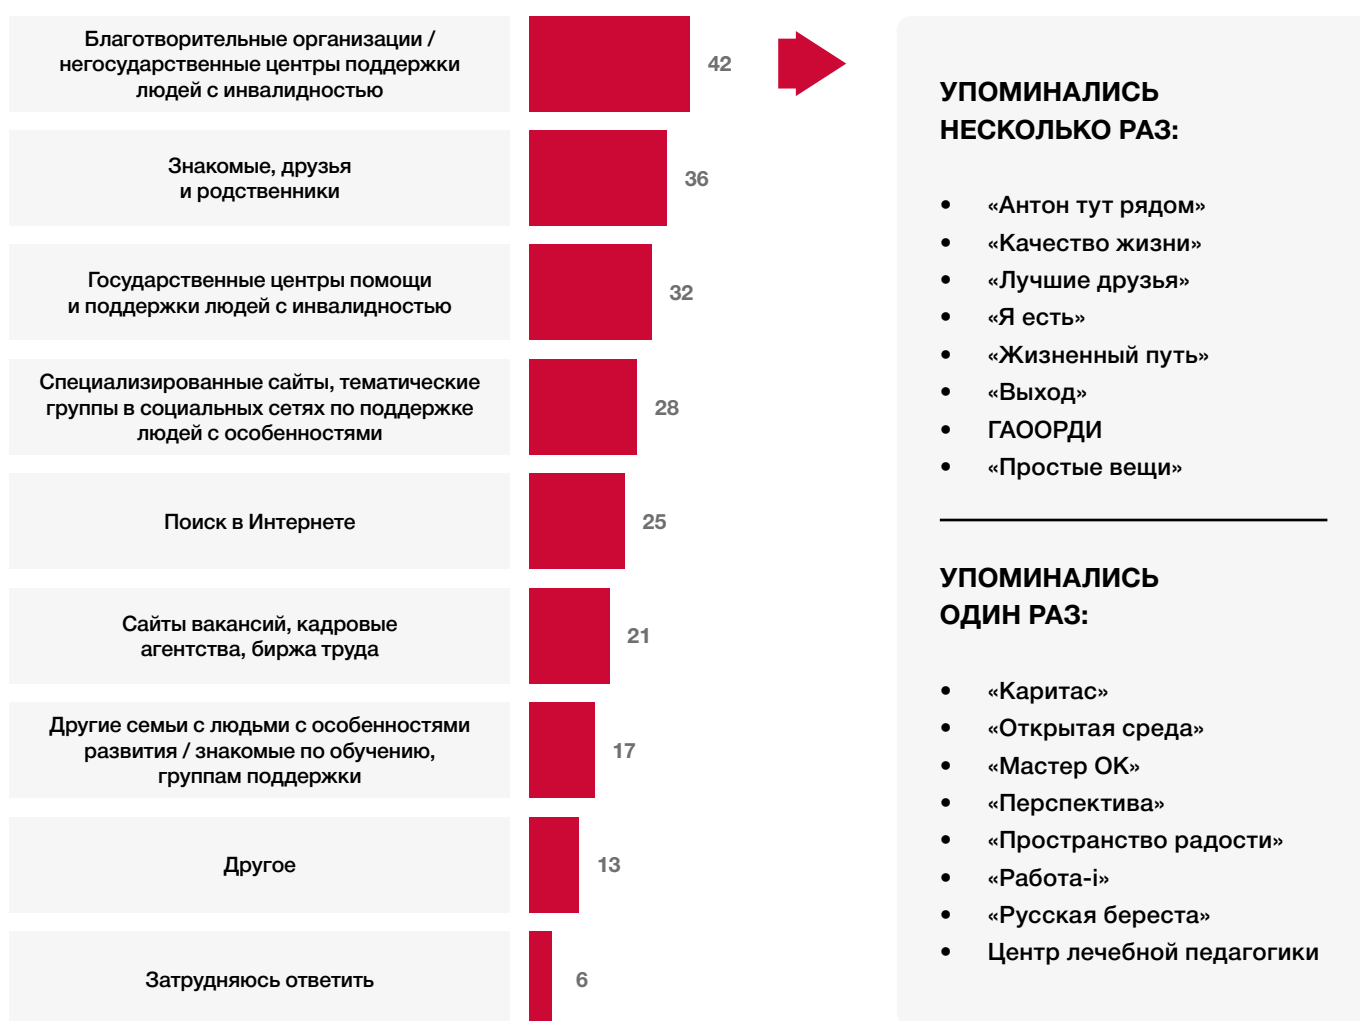 Благотворительные организации /
негосударственные центры поддержки
людей с инвалидностью
42
Знакомые, друзья
и родственники
36
Государственные центры помощи
и поддержки людей с инвалидностью
32
Специализированные сайты, тематические
группы в социальных сетях по поддержке
людей с особенностями
28
Поиск в Интернете
25
Сайты вакансий, кадровые
агентства, биржа труда
21
Другие семьи с людьми с особенностями
развития / знакомые по обучению,
группам поддержки
17
Другое
13
Затрудняюсь ответить
6
УПОМИНАЛИСЬ
НЕСКОЛЬКО РАЗ:
• «Антон тут рядом»
• «Качество жизни»
• «Лучшие друзья»
• «Я есть»
• «Жизненный путь»
• «Выход»
• ГАООРДИ
• «Простые вещи»
УПОМИНАЛИСЬ
ОДИН РАЗ:
• «Каритас»
• «Открытая среда»
• «Мастер ОК»
• «Перспектива»
• «Пространство радости»
• «Работа-i»
• «Русская береста»
• Центр лечебной педагогики